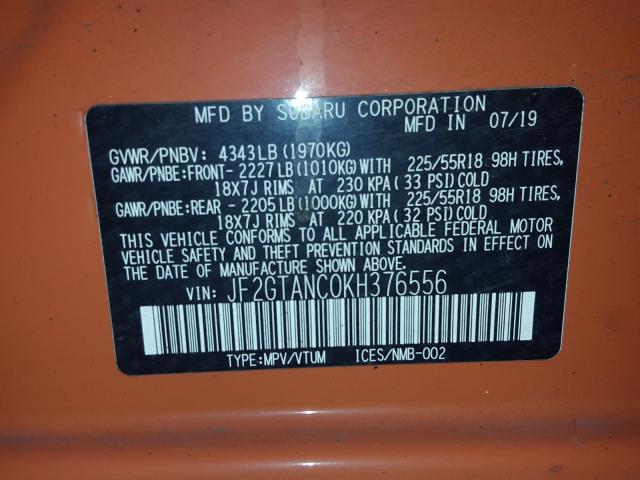 MFD BY SUBARU CORPORATION
MFD IN 07/19
GVWR/PNBV: 4343LB (1970KG)
GAWR/PNBE:FRONT- 2227LB(1010KG)WITH 225/55R18 98H TIRES,
18X7J RIMS AT 230 KPA(33 PSI)COLD
GAWR/PNBE:REAR - 2205LB(1000KG)WITH 225/55R18 98H TIRES,
18X7J RIMS AT 220 KPA(32 PSI)COLD
THIS VEHICLE CONFORMS TO ALL APPLICABLE FEDERAL MOTOR
VEHICLE SAFETY AND THEFT PREVENTION STANDARDS IN EFFECT ON
THE DATE OF MANUFACTURE SHOWN ABOVE.
VIN: JF2GTANC0KH376556
TYPE:MPV/VTUM ICES/NMB-002